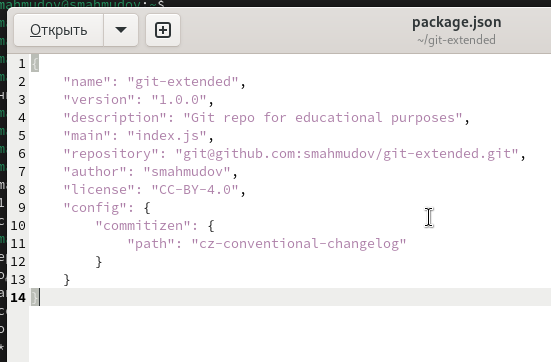 smahmudov@smahmudov:~$
Открыть
package.json
~/git-extended
1 {
2 "name": "git-extended",
3 "version": "1.0.0",
4 "description": "Git repo for educational purposes",
5 "main": "index.js",
6 "repository": "git@github.com:smahmudov/git-extended.git",
7 "author": "smahmudov",
8 "license": "CC-BY-4.0",
9 "config": {
10 "commitizen": {
11 "path": "cz-conventional-changelog"
12 }
13 }
14 }